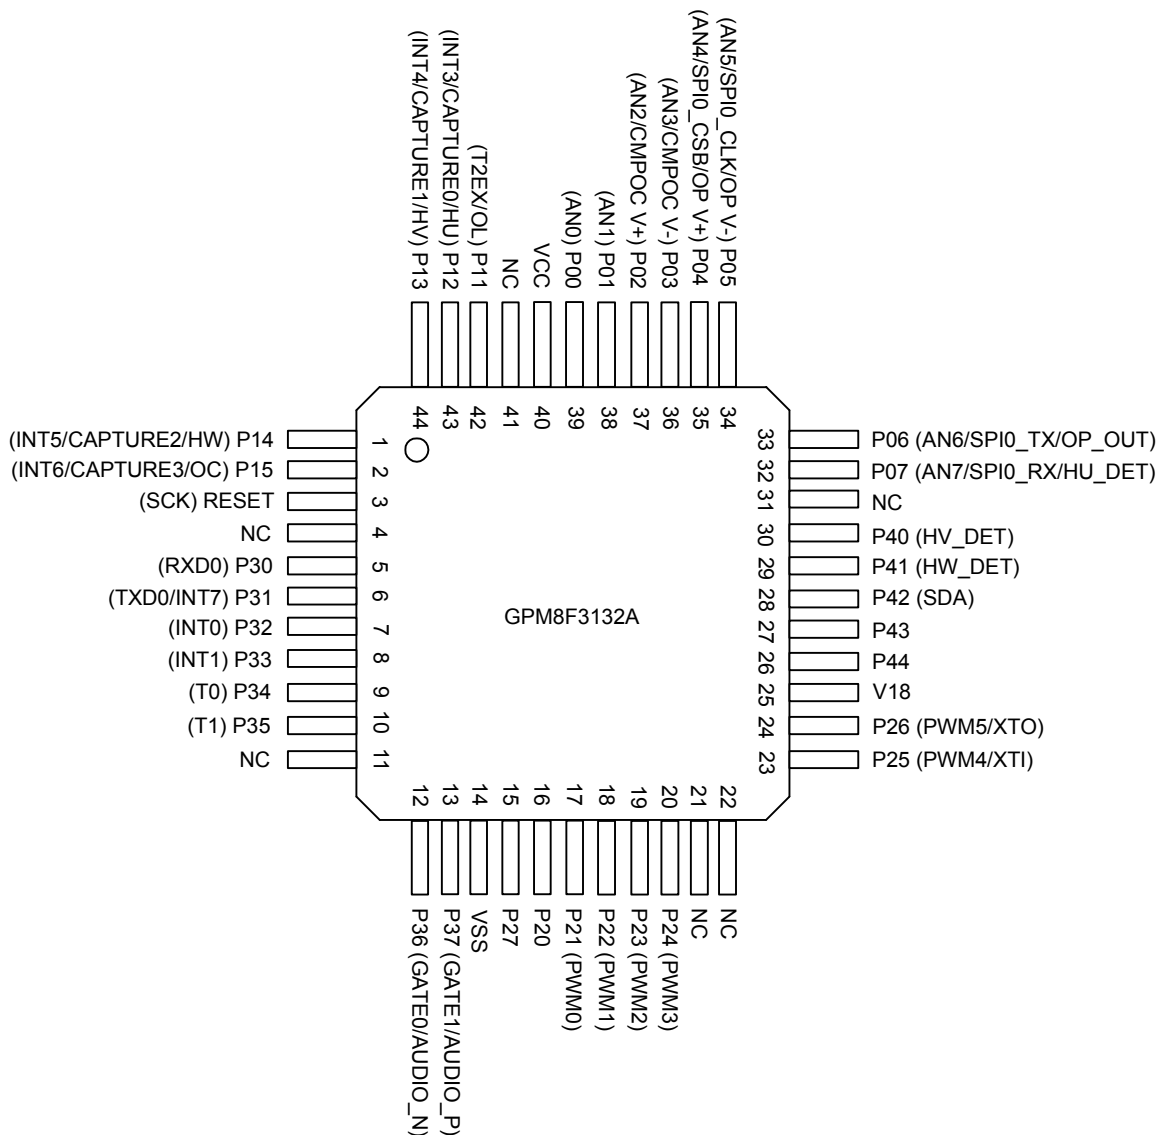 (INT4/CAPTURE1/HV) P13
(INT3/CAPTURE0/HU) P12
(T2EX/OL) P11
NC
VCC
(AN0) P00
(AN1) P01
(AN2/CMPOC V+) P02
(AN3/CMPOC V-) P03
(AN4/SPI0_CSB/OP V+) P04
(AN5/SPI0_CLK/OP V-) P05
44
43
42
41
40
39
38
37
36
35
34
(INT5/CAPTURE2/HW) P14
1
(INT6/CAPTURE3/OC) P15
2
(SCK) RESET
3
NC
4
(RXD0) P30
5
(TXD0/INT7) P31
6
(INT0) P32
7
(INT1) P33
8
(T0) P34
9
(T1) P35
10
NC
11
GPM8F3132A
33
P06 (AN6/SPI0_TX/OP_OUT)
32
P07 (AN7/SPI0_RX/HU_DET)
31
NC
30
P40 (HV_DET)
29
P41 (HW_DET)
28
P42 (SDA)
27
P43
26
P44
25
V18
24
P26 (PWM5/XTO)
23
P25 (PWM4/XTI)
12
13
14
15
16
17
18
19
20
21
22
P36 (GATE0/AUDIO_N)
P37 (GATE1/AUDIO_P)
VSS
P27
P20
P21 (PWM0)
P22 (PWM1)
P23 (PWM2)
P24 (PWM3)
NC
NC